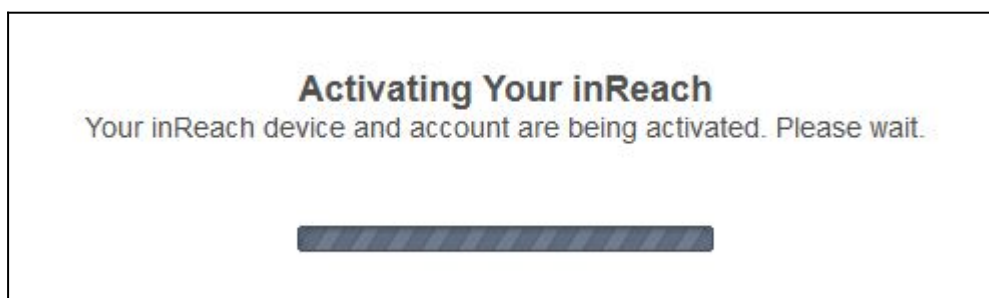 Activating Your inReach
Your inReach device and account are being activated. Please wait.